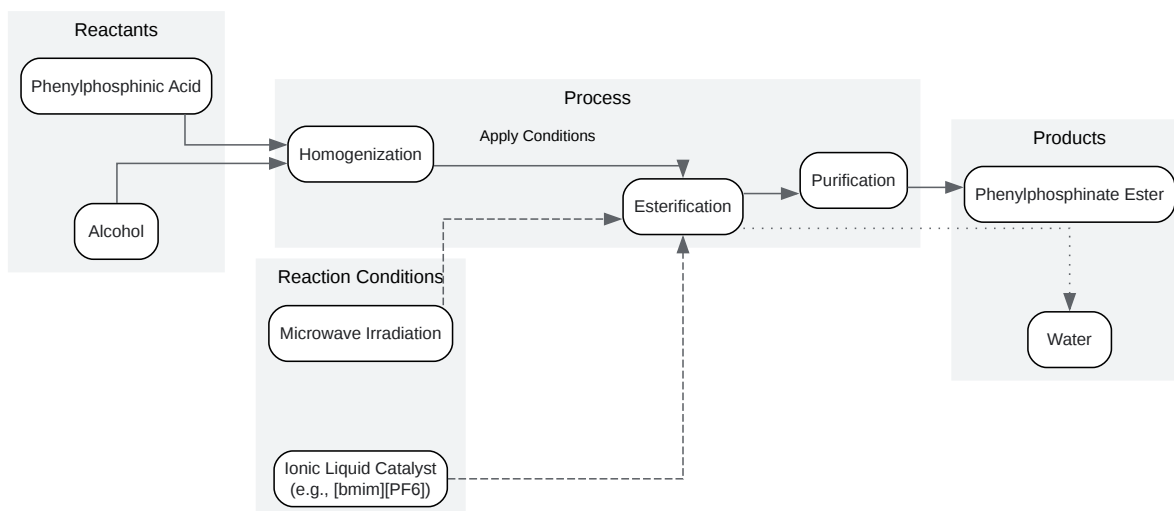 Reactants
Phenylphosphinic Acid
Alcohol
Process
Homogenization
Apply Conditions
Esterification
Purification
Reaction Conditions
Microwave Irradiation
Ionic Liquid Catalyst
(e.g., [bmim][PF6])
Products
Phenylphosphinate Ester
Water